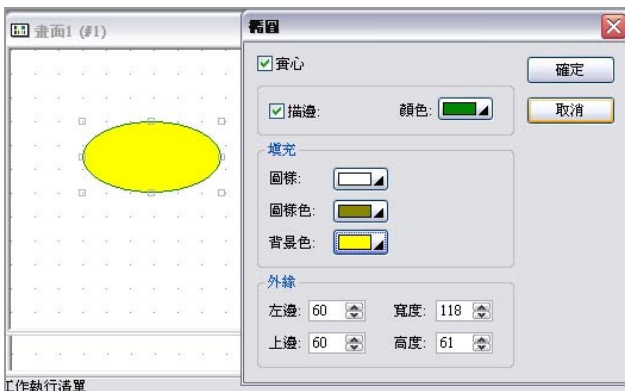 畫面1 (#1)
橢圓
實心
確定
描邊:
顏色:
取消
填充
圖樣:
圖樣色:
背景色:
外緣
左邊: 60
寬度: 118
上邊: 60
高度: 61
工作執行清單